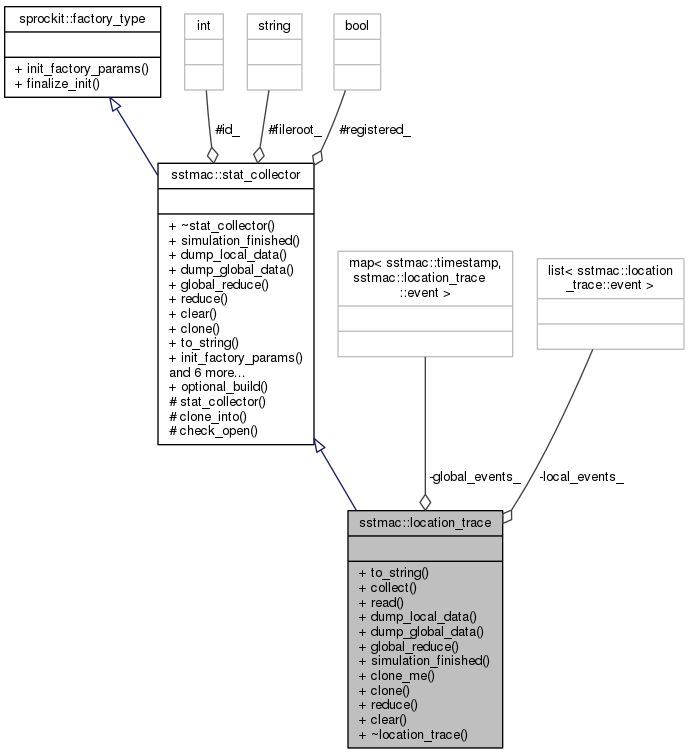 sprockit::factory_type
+ init_factory_params()
+ finalize_init()
int
string
bool
#id_
#fileroot_
#registered_
sstmac::stat_collector
+ ~stat_collector()
+ simulation_finished()
+ dump_local_data()
+ dump_global_data()
+ global_reduce()
+ reduce()
+ clear()
+ clone()
+ to_string()
+ init_factory_params()
and 6 more...
+ optional_build()
# stat_collector()
# clone_into()
# check_open()
map< sstmac::timestamp,
sstmac::location_trace
::event >
list< sstmac::location
_trace::event >
-global_events_
-local_events_
sstmac::location_trace
+ to_string()
+ collect()
+ read()
+ dump_local_data()
+ dump_global_data()
+ global_reduce()
+ simulation_finished()
+ clone_me()
+ clone()
+ reduce()
+ clear()
+ ~location_trace()